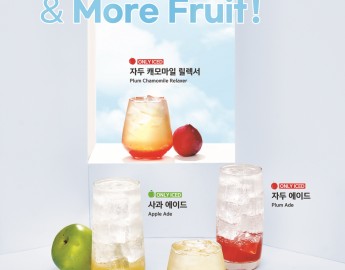 & More Fruit!
ONLY ICED
자두 캐모마일 릴렉서
Plum Chamomile Relaxer
ONLY ICED
사과 에이드
Apple Ade
ONLY ICED
자두 에이드
Plum Ade